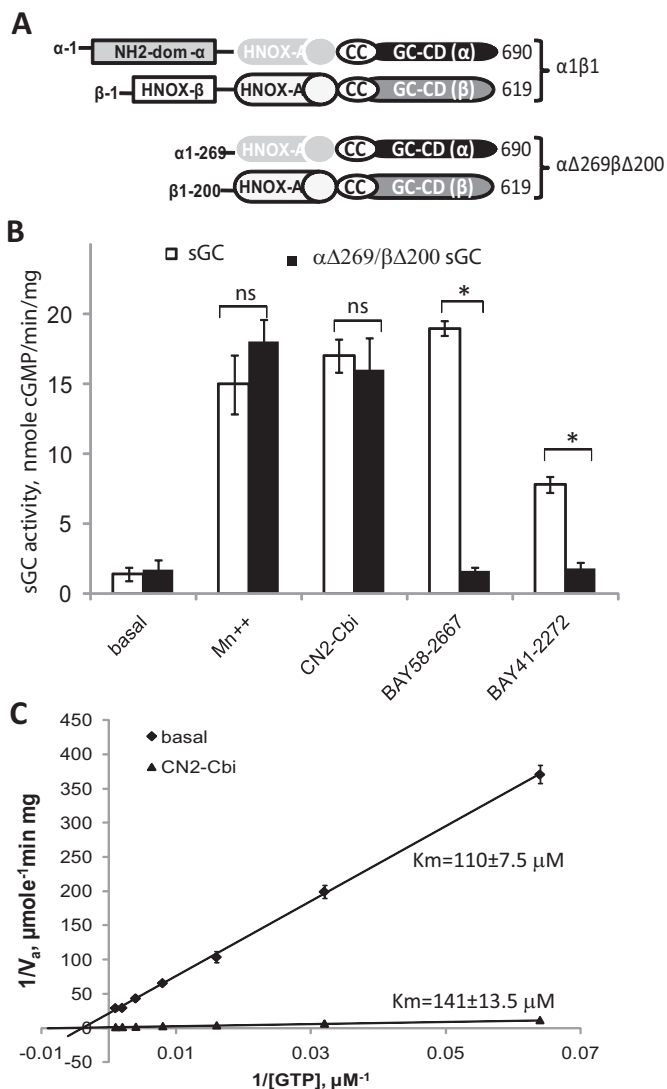 A
α-1 NH2-dom-α HNOX-A CC GC-CD (α) 690
β-1 HNOX-β HNOX-A CC GC-CD (β) 619
α1β1
α1-269 HNOX-A CC GC-CD (α) 690
β1-200 HNOX-A CC GC-CD (β) 619
αΔ269βΔ200
B
sGC αΔ269/βΔ200 sGC
ns ns * *
sGC activity, nmole cGMP/min/mg
20
15
10
5
0
basal Mn++ CN2-Cbi BAY58-2667 BAY41-2272
C
basal
CN2-Cbi
1/Va, µmole-1min mg
450
400
350
300
250
200
150
100
50
0
-50
Km=110±7.5 µM
Km=141±13.5 µM
-0.01 0.01 0.03 0.05 0.07
1/[GTP], µM-1